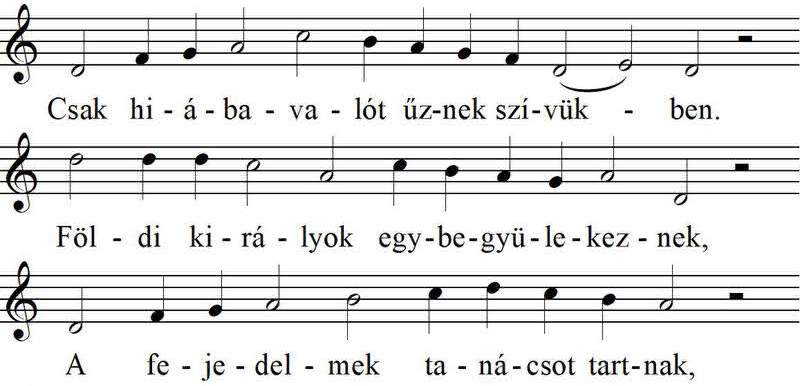 Csak hi - á - ba - va - lót űz-nek szí-vük - ben.
Föl - di ki - rá - lyok egy-be-gyü-le-kez - nek,
A fe - je - del - mek ta - ná-csot tart-nak,